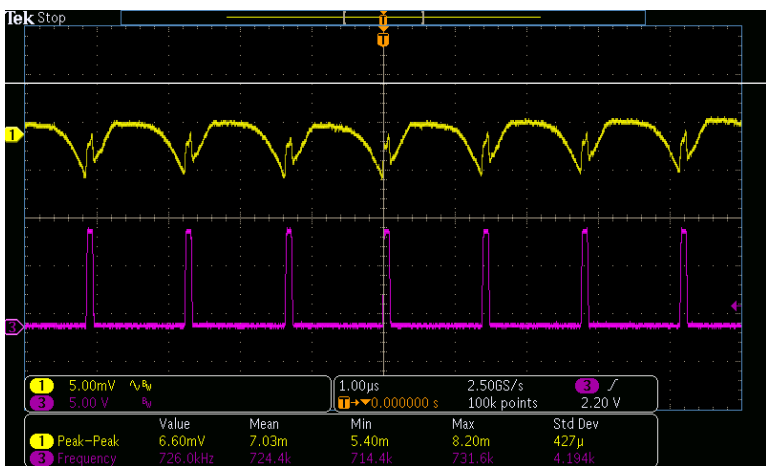 Tek Stop
T
T
1
3
1 5.00mV ∿ BW 1.00µs 2.50GS/s 3 ∫
3 5.00 V BW T→▼0.000000 s 100k points 2.20 V
Value Mean Min Max Std Dev
1 Peak−Peak 6.60mV 7.03m 5.40m 8.20m 427µ
3 Frequency 726.0kHz 724.4k 714.4k 731.6k 4.194k